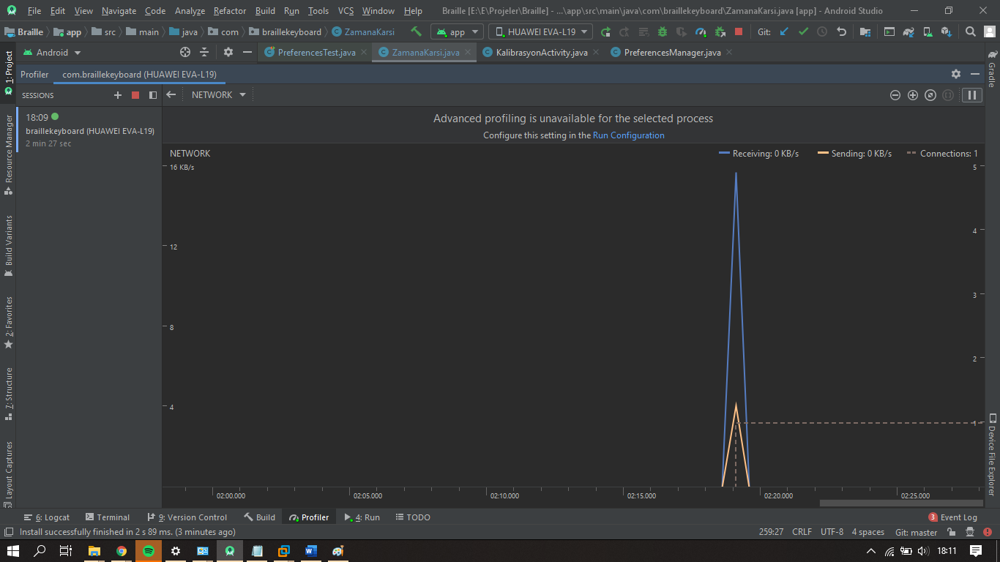 File Edit View Navigate Code Analyze Refactor Build Run Tools VCS Window Help Braille [E:\E\Projeler\Braille] - ...\app\src\main\java\com\braillekeyboard\ZamanaKarsi.java [app] - Android Studio
Braille app src main java com braillekeyboard ZamanaKarsi app HUAWEI EVA-L19 Git:
Android PreferencesTest.java ZamanaKarsi.java KalibrasyonActivity.java PreferencesManager.java
Profiler com.braillekeyboard (HUAWEI EVA-L19)
SESSIONS NETWORK
18:09
braillekeyboard (HUAWEI EVA-L19)
2 min 27 sec
Advanced profiling is unavailable for the selected process
Configure this setting in the Run Configuration
NETWORK Receiving: 0 KB/s Sending: 0 KB/s Connections: 1
16 KB/s 5
4
12
3
8
2
4
1
02:00.000 02:05.000 02:10.000 02:15.000 02:20.000 02:25.000
1: Project
Resource Manager
Build Variants
2: Favorites
7: Structure
Layout Captures
Gradle
Device File Explorer
6: Logcat Terminal 9: Version Control Build Profiler 4: Run TODO 3 Event Log
Install successfully finished in 2 s 89 ms. (3 minutes ago) 259:27 CRLF UTF-8 4 spaces Git: master
18:11